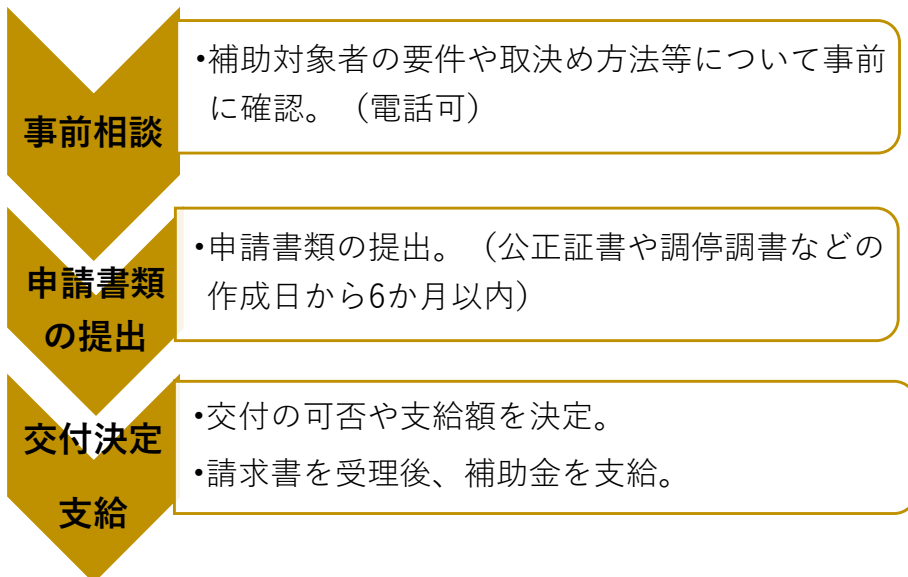 事前相談
•補助対象者の要件や取決め方法等について事前
に確認。（電話可）
申請書類
の提出
•申請書類の提出。（公正証書や調停調書などの
作成日から6か月以内）
交付決定
支給
•交付の可否や支給額を決定。
•請求書を受理後、補助金を支給。